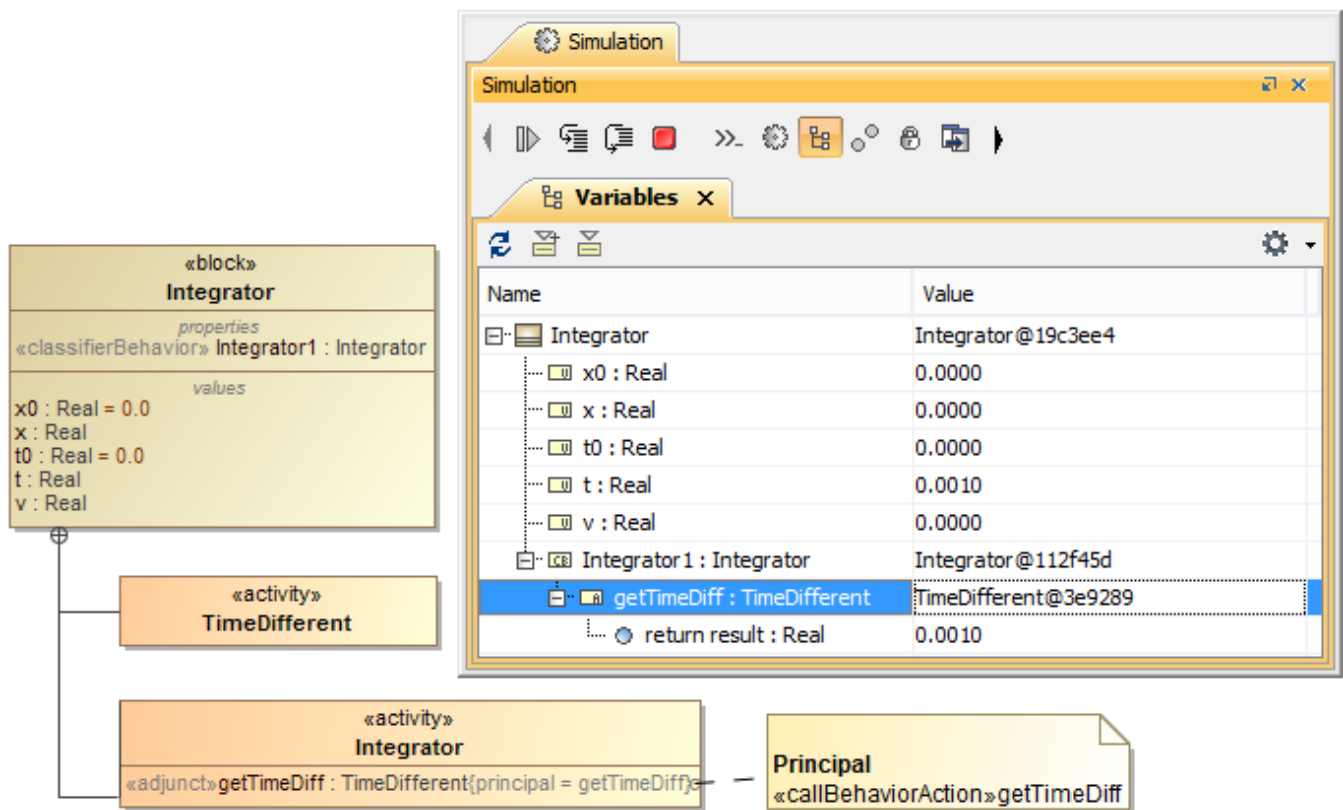 Simulation
Simulation
Variables
Name Value
Integrator Integrator@19c3ee4
x0 : Real 0.0000
x : Real 0.0000
t0 : Real 0.0000
t : Real 0.0010
v : Real 0.0000
Integrator1 : Integrator Integrator@112f45d
getTimeDiff : TimeDifferent TimeDifferent@3e9289
return result : Real 0.0010
«block»
Integrator
properties
«classifierBehavior» Integrator1 : Integrator
values
x0 : Real = 0.0
x : Real
t0 : Real = 0.0
t : Real
v : Real
«activity»
TimeDifferent
«activity»
Integrator
«adjunct»getTimeDiff : TimeDifferent{principal = getTimeDiff}
Principal
«callBehaviorAction»getTimeDiff